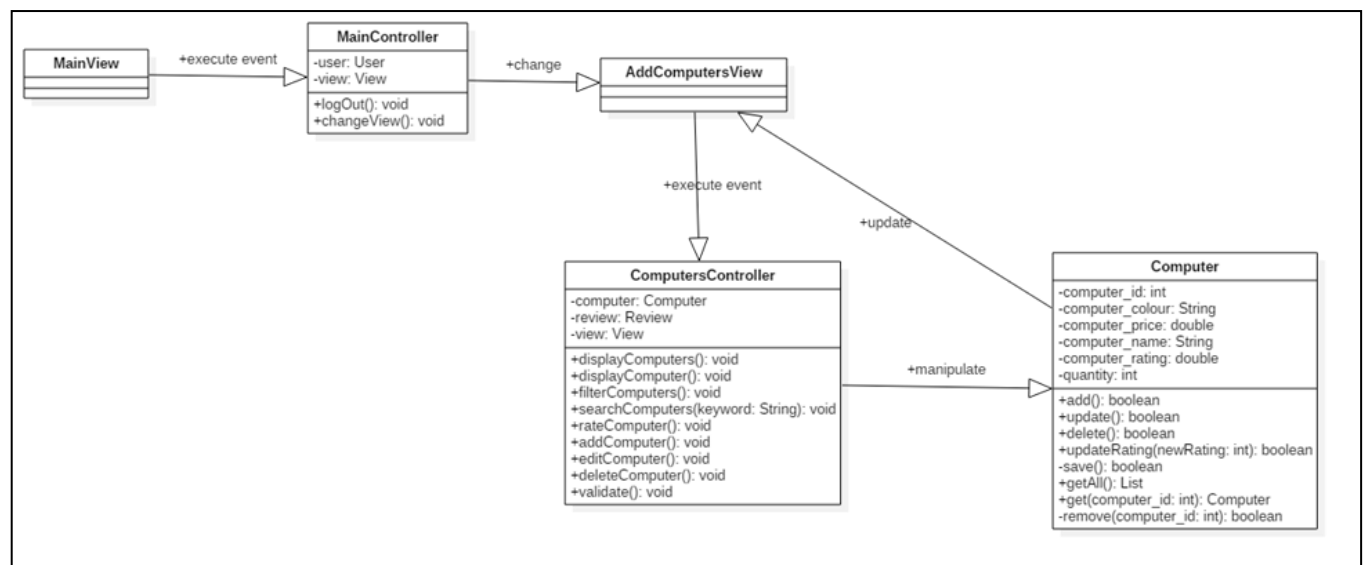 MainView
+execute event
MainController
-user: User
-view: View
+logOut(): void
+changeView(): void
+change
AddComputersView
+execute event
+update
ComputersController
-computer: Computer
-review: Review
-view: View
+displayComputers(): void
+displayComputer(): void
+filterComputers(): void
+searchComputers(keyword: String): void
+rateComputer(): void
+addComputer(): void
+editComputer(): void
+deleteComputer(): void
+validate(): void
+manipulate
Computer
-computer_id: int
-computer_colour: String
-computer_price: double
-computer_name: String
-computer_rating: double
-quantity: int
+add(): boolean
+update(): boolean
+delete(): boolean
+updateRating(newRating: int): boolean
-save(): boolean
+getAll(): List
+get(computer_id: int): Computer
-remove(computer_id: int): boolean